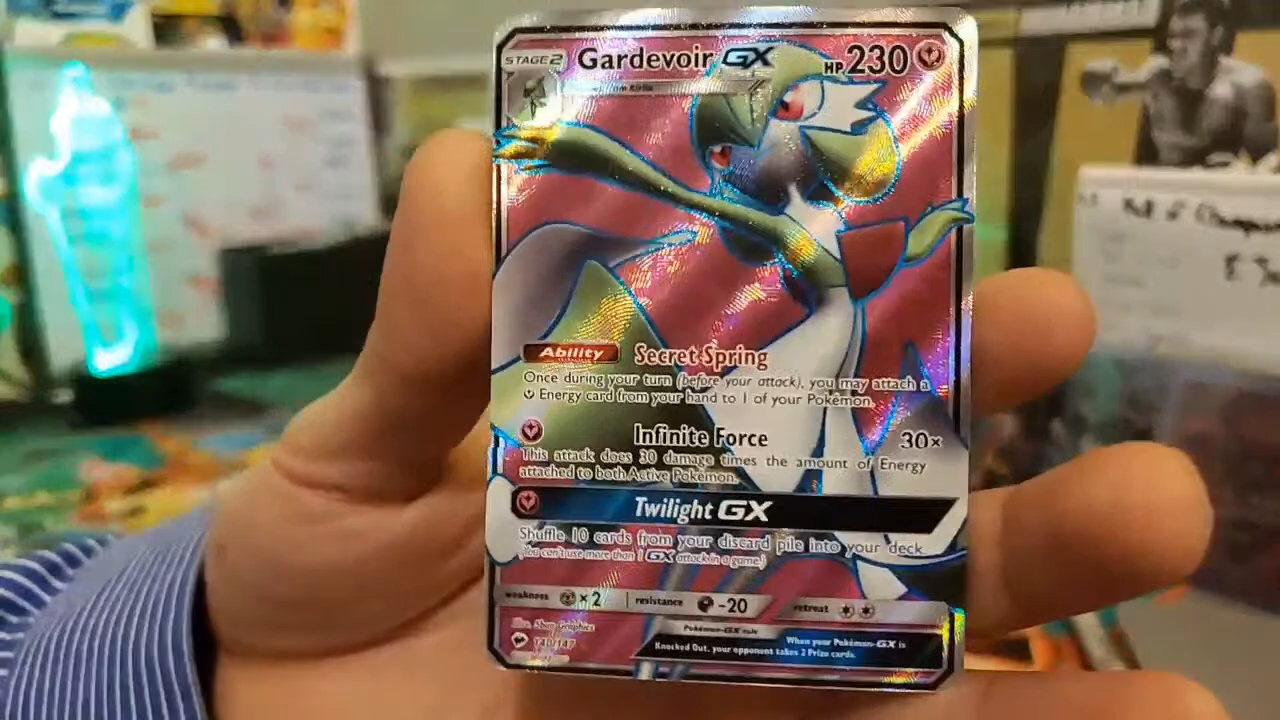 STAGE 2 Gardevoir GX HP 230
Ability Secret Spring
Once during your turn (before your attack), you may attach a
Energy card from your hand to 1 of your Pokémon.
Infinite Force 30×
This attack does 30 damage times the amount of Energy
attached to both Active Pokémon.
Twilight GX
Shuffle 10 cards from your discard pile into your deck.
(You can't use more than 1 GX attack in a game.)
weakness ×2 resistance -20 retreat
Pokémon-GX rule
When your Pokémon-GX is
Knocked Out, your opponent takes 2 Prize cards.
140/147